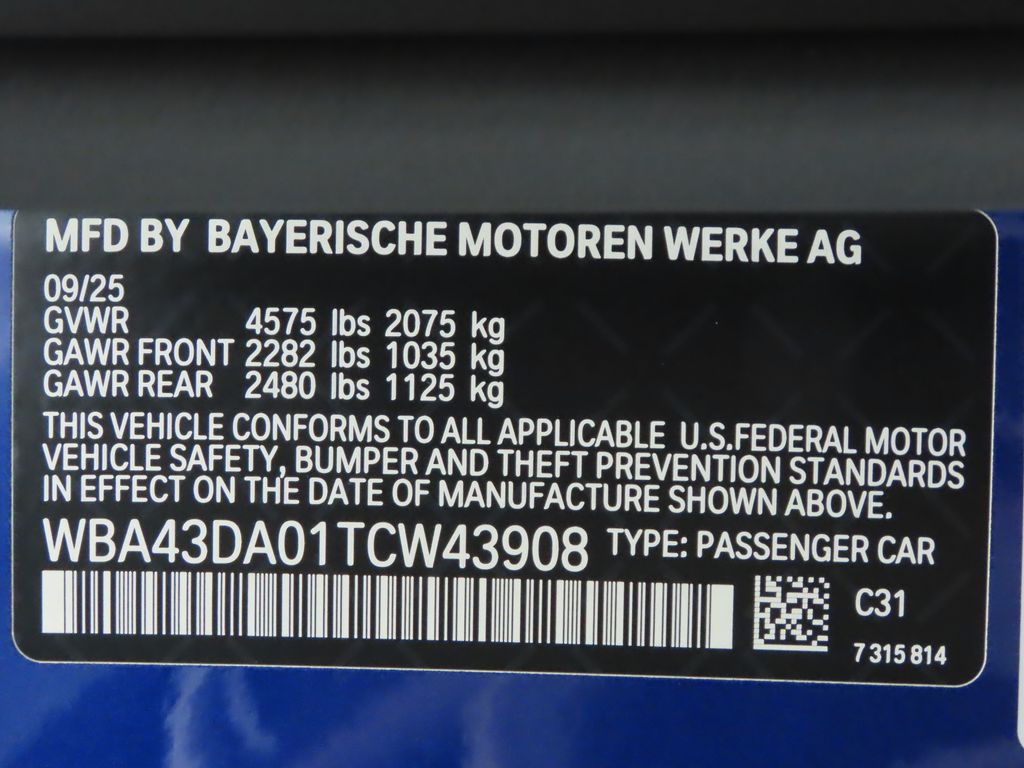 MFD BY BAYERISCHE MOTOREN WERKE AG
09/25
GVWR 4575 lbs 2075 kg
GAWR FRONT 2282 lbs 1035 kg
GAWR REAR 2480 lbs 1125 kg
THIS VEHICLE CONFORMS TO ALL APPLICABLE U.S.FEDERAL MOTOR
VEHICLE SAFETY, BUMPER AND THEFT PREVENTION STANDARDS
IN EFFECT ON THE DATE OF MANUFACTURE SHOWN ABOVE.
WBA43DA01TCW43908 TYPE: PASSENGER CAR
C31
7 315 814